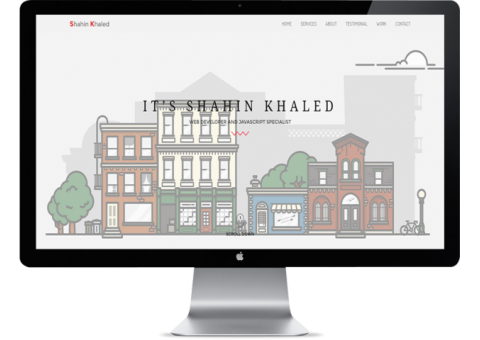 Shahin Khaled
HOME SERVICES ABOUT TESTIMONIAL WORK CONTACT
IT'S SHAHIN KHALED
WEB DEVELOPER AND JAVASCRIPT SPECIALIST
SCROLL DOWN